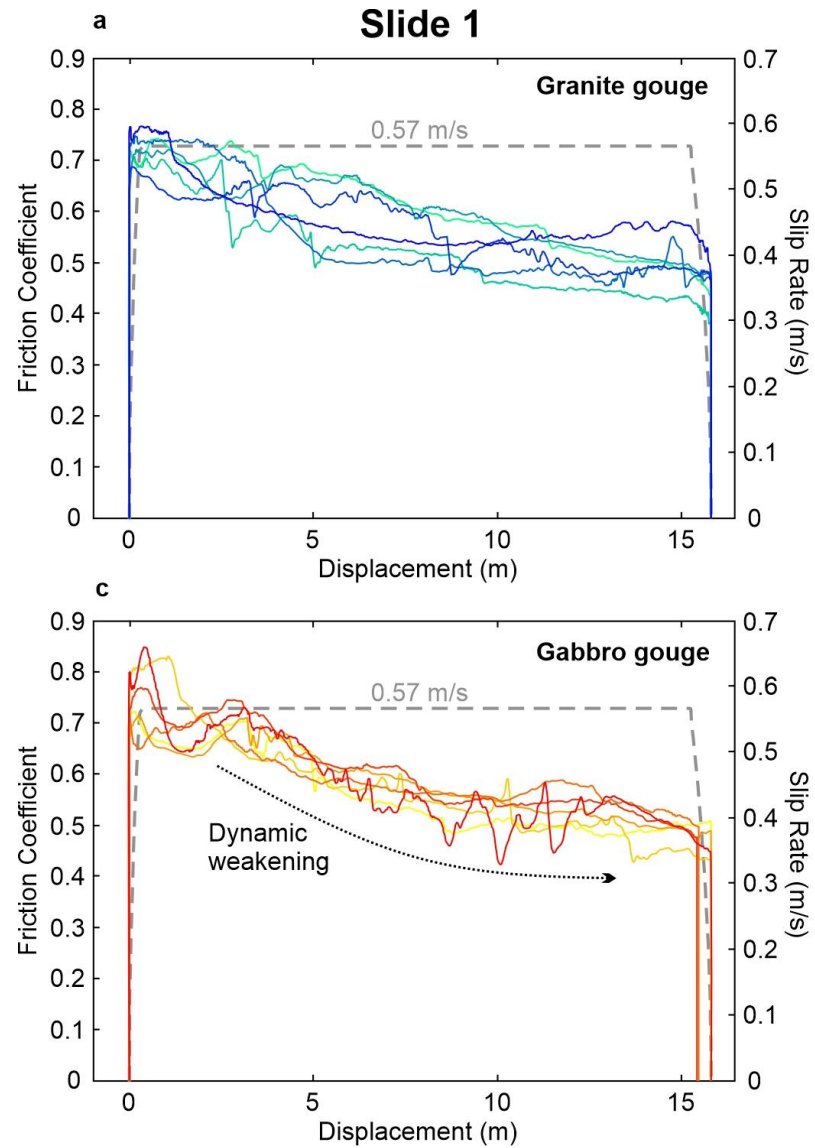 Slide 1
a
Granite gouge
0.57 m/s
0.9
0.8
0.7
0.6
0.5
0.4
0.3
0.2
0.1
0
Friction Coefficient
0.7
0.6
0.5
0.4
0.3
0.2
0.1
0
Slip Rate (m/s)
0 5 10 15
Displacement (m)
c
Gabbro gouge
0.57 m/s
Dynamic
weakening
0.9
0.8
0.7
0.6
0.5
0.4
0.3
0.2
0.1
0
Friction Coefficient
0.7
0.6
0.5
0.4
0.3
0.2
0.1
0
Slip Rate (m/s)
0 5 10 15
Displacement (m)